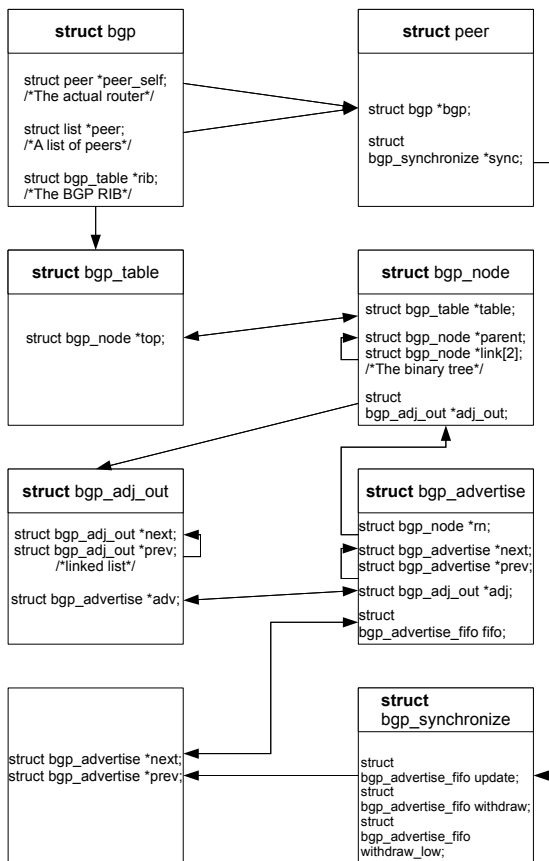 struct bgp
struct peer *peer_self;
/*The actual router*/
struct list *peer;
/*A list of peers*/
struct bgp_table *rib;
/*The BGP RIB*/
struct peer
struct bgp *bgp;
struct
bgp_synchronize *sync;
struct bgp_table
struct bgp_node *top;
struct bgp_node
struct bgp_table *table;
struct bgp_node *parent;
struct bgp_node *link[2];
/*The binary tree*/
struct
bgp_adj_out *adj_out;
struct bgp_adj_out
struct bgp_adj_out *next;
struct bgp_adj_out *prev;
/*linked list*/
struct bgp_advertise *adv;
struct bgp_advertise
struct bgp_node *rn;
struct bgp_advertise *next;
struct bgp_advertise *prev;
struct bgp_adj_out *adj;
struct
bgp_advertise_fifo fifo;
struct bgp_advertise *next;
struct bgp_advertise *prev;
struct
bgp_synchronize
struct
bgp_advertise_fifo update;
struct
bgp_advertise_fifo withdraw;
struct
bgp_advertise_fifo
withdraw_low;